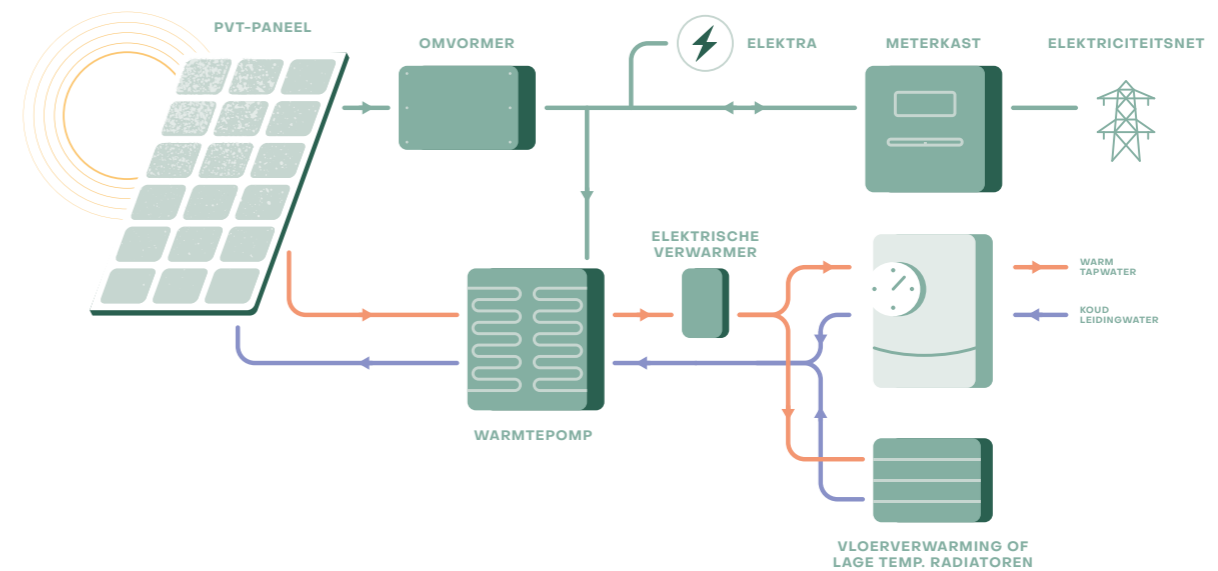 PVT-PANEEL
OMVORMER
ELEKTRA
METERKAST
ELEKTRICITEITSNET
ELEKTRISCHE
VERWARMER
WARM
TAPWATER
KOUD
LEIDINGWATER
WARMTEPOMP
VLOERVERWARMING OF
LAGE TEMP. RADIATOREN